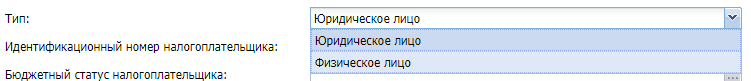 Тип: Юридическое лицо
Идентификационный номер налогоплательщика: Юридическое лицо
Физическое лицо
Бюджетный статус налогоплательщика: